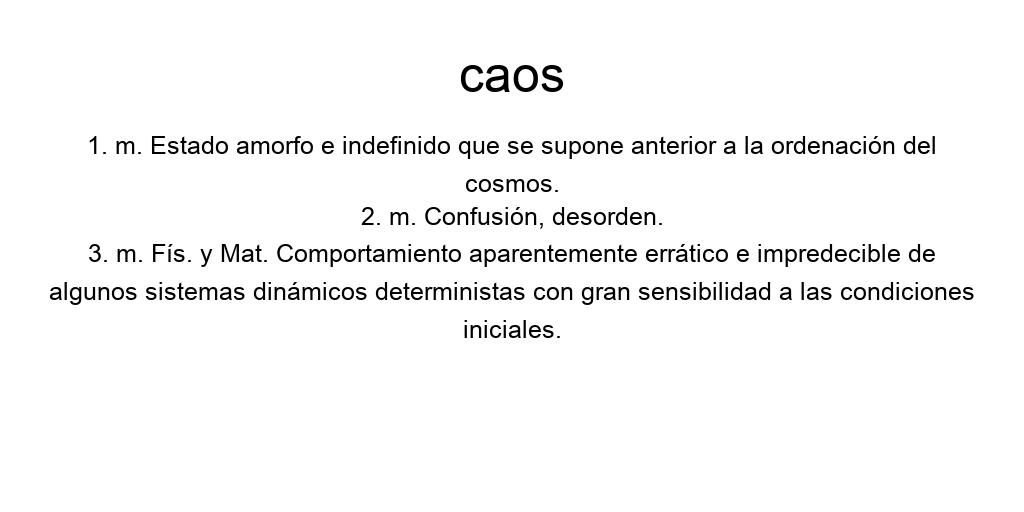 caos
1. m. Estado amorfo e indefinido que se supone anterior a la ordenación del
cosmos.
2. m. Confusión, desorden.
3. m. Fís. y Mat. Comportamiento aparentemente errático e impredecible de
algunos sistemas dinámicos deterministas con gran sensibilidad a las condiciones
iniciales.